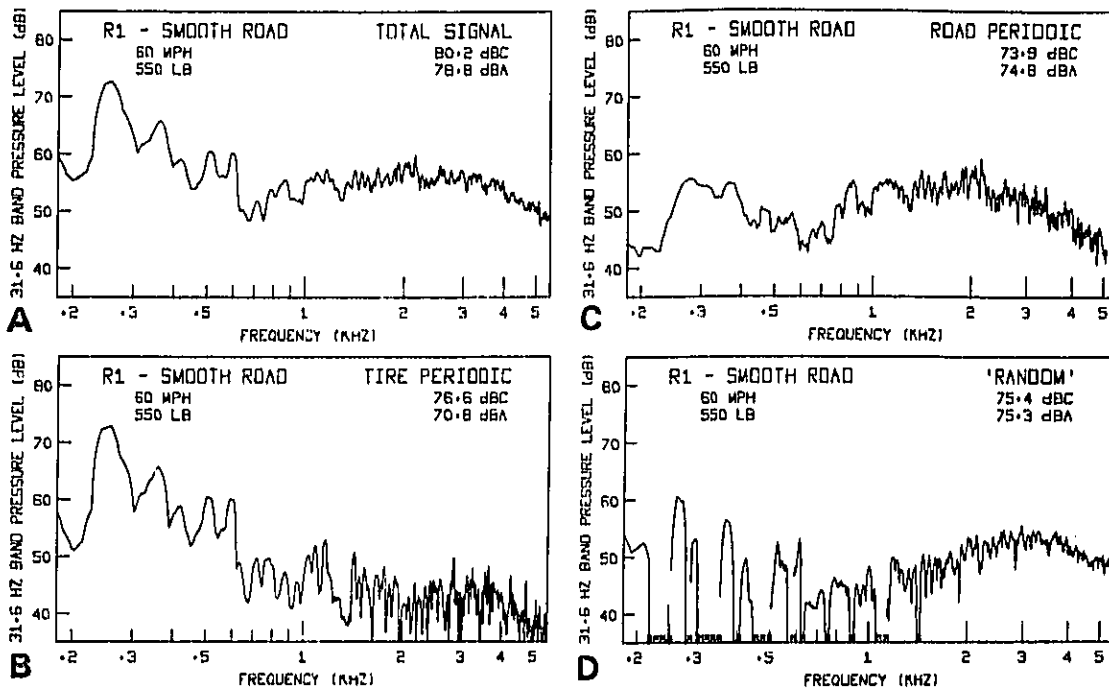 31.6 HZ BAND PRESSURE LEVEL (dB)
80
70
60
50
40
R1 - SMOOTH ROAD TOTAL SIGNAL
60 MPH 80.2 dBC
550 LB 78.8 dBA
.2 .3 .5 1 2 3 4 5
FREQUENCY (KHZ)
A
31.6 HZ BAND PRESSURE LEVEL (dB)
80
70
60
50
40
R1 - SMOOTH ROAD TIRE PERIODIC
60 MPH 76.6 dBC
550 LB 70.8 dBA
.2 .3 .5 1 2 3 4 5
FREQUENCY (KHZ)
B
31.6 HZ BAND PRESSURE LEVEL (dB)
80
70
60
50
40
R1 - SMOOTH ROAD ROAD PERIODIC
60 MPH 73.9 dBC
550 LB 74.8 dBA
.2 .3 .5 1 2 3 4 5
FREQUENCY (KHZ)
C
31.6 HZ BAND PRESSURE LEVEL (dB)
80
70
60
50
40
R1 - SMOOTH ROAD 'RANDOM'
60 MPH 75.4 dBC
550 LB 75.3 dBA
.2 .3 .5 1 2 3 4 5
FREQUENCY (KHZ)
D